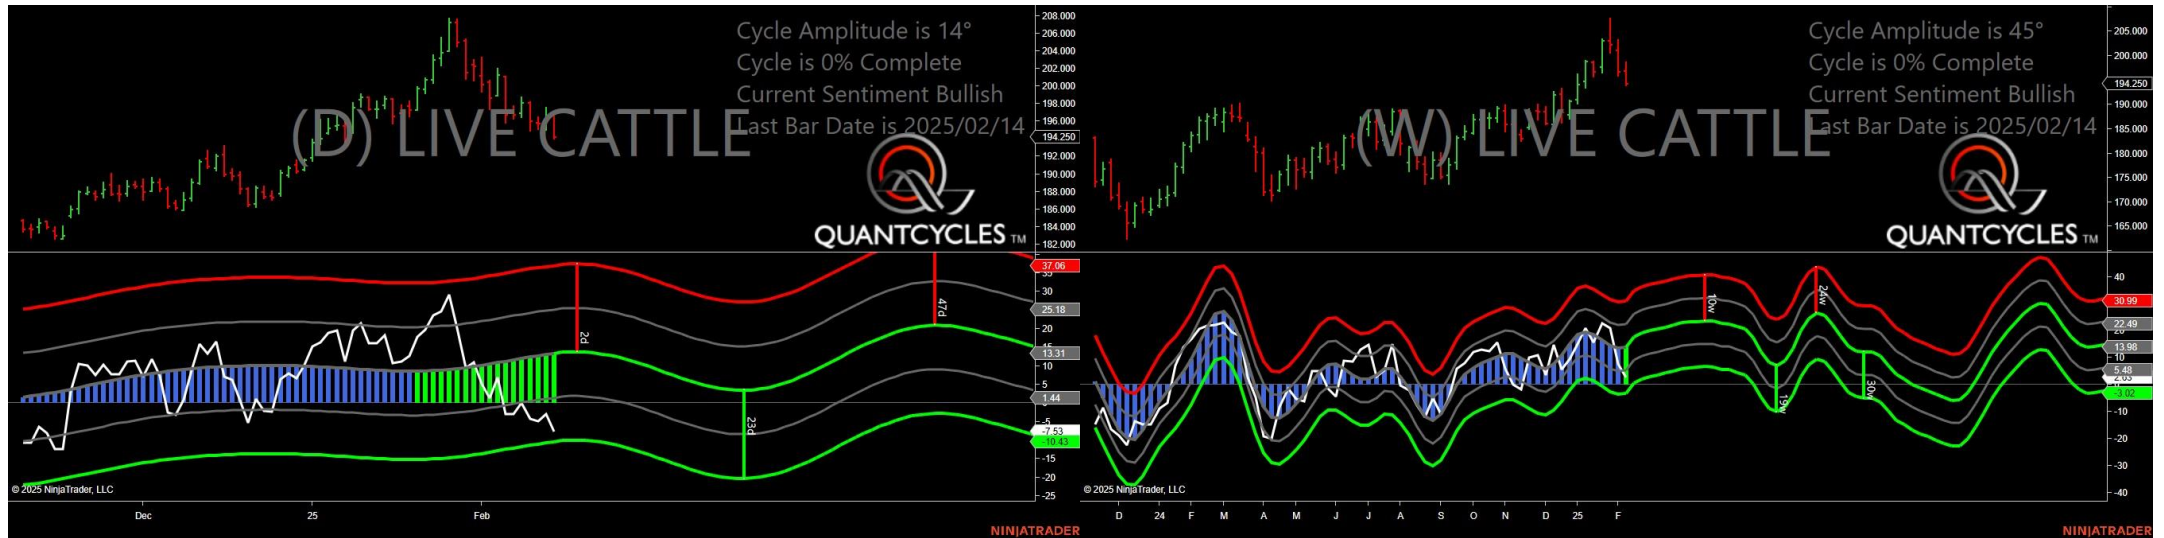 Cycle Amplitude is 14°
Cycle is 0% Complete
Current Sentiment Bullish
Last Bar Date is 2025/02/14
(D) LIVE CATTLE
QUANTCYCLES TM
208.000
206.000
204.000
202.000
200.000
198.000
196.000
194.250
192.000
190.000
188.000
186.000
184.000
182.000
37.06
35
30
25.18
20
15
13.31
10
5
1.44
-5
-7.53
-10.43
-15
-20
-25
2d
23d
47d
© 2025 NinjaTrader, LLC
Dec
25
Feb
NINJATRADER
Cycle Amplitude is 45°
Cycle is 0% Complete
Current Sentiment Bullish
Last Bar Date is 2025/02/14
(W) LIVE CATTLE
QUANTCYCLES TM
205.000
200.000
194.250
190.000
185.000
180.000
175.000
170.000
165.000
40
30.99
22.49
20
13.98
10
5.48
2.63
-3.02
-10
-20
-30
-40
10w
19w
24w
30w
© 2025 NinjaTrader, LLC
D 24 F M A M J J A S O N D 25 F
NINJATRADER